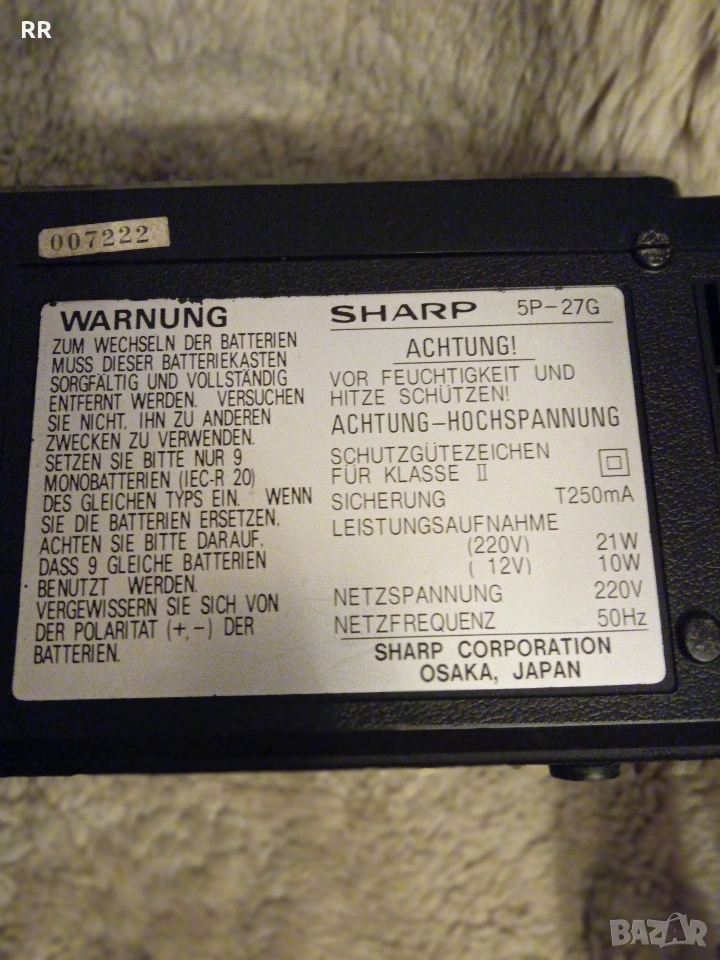 RR
007222
WARNUNG
ZUM WECHSELN DER BATTERIEN
MUSS DIESER BATTERIEKASTEN
SORGFÄLTIG UND VOLLSTÄNDIG
ENTFERNT WERDEN. VERSUCHEN
SIE NICHT, IHN ZU ANDEREN
ZWECKEN ZU VERWENDEN.
SETZEN SIE BITTE NUR 9
MONOBATTERIEN (IEC-R 20)
DES GLEICHEN TYPS EIN. WENN
SIE DIE BATTERIEN ERSETZEN,
ACHTEN SIE BITTE DARAUF,
DASS 9 GLEICHE BATTERIEN
BENUTZT WERDEN.
VERGEWISSERN SIE SICH VON
DER POLARITAT (+,-) DER
BATTERIEN.
SHARP 5P-27G
ACHTUNG!
VOR FEUCHTIGKEIT UND
HITZE SCHÜTZEN!
ACHTUNG-HOCHSPANNUNG
SCHUTZGÜTEZEICHEN
FÜR KLASSE II
SICHERUNG T250mA
LEISTUNGSAUFNAHME
(220V) 21W
( 12V) 10W
NETZSPANNUNG 220V
NETZFREQUENZ 50Hz
SHARP CORPORATION
OSAKA, JAPAN
BAZAR